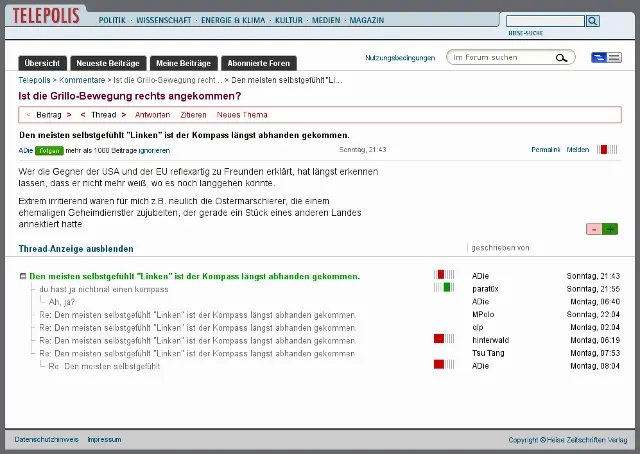 TELEPOLIS
POLITIK · WISSENSCHAFT · ENERGIE & KLIMA · KULTUR · MEDIEN · MAGAZIN
HEISE-SUCHE
Übersicht Neueste Beiträge Meine Beiträge Abonnierte Foren
Nutzungsbedingungen Im Forum suchen
Telepolis > Kommentare > Ist die Grillo-Bewegung recht... > Den meisten selbstgefühlt "Li...
Ist die Grillo-Bewegung rechts angekommen?
< Beitrag > < Thread > Antworten Zitieren Neues Thema
Den meisten selbstgefühlt "Linken" ist der Kompass längst abhanden gekommen.
ADie folgen mehr als 1000 Beiträge ignorieren Sonntag, 21:43 Permalink Melden
Wer die Gegner der USA und der EU reflexartig zu Freunden erklärt, hat längst erkennen
lassen, dass er nicht mehr weiß, wo es noch langgehen könnte.
Extrem irritierend waren für mich z.B. neulich die Ostermarschierer, die einem
ehemaligen Geheimdienstler zujubeiten, der gerade ein Stück eines anderen Landes
annektiert hatte.
- +
Thread-Anzeige ausblenden geschrieben von
Den meisten selbstgefühlt "Linken" ist der Kompass längst abhanden gekommen. ADie Sonntag, 21:43
du hast ja nichtmal einen kompass parat0x Sonntag, 21:55
Ah, ja? ADie Montag, 06:40
Re: Den meisten selbstgefühlt "Linken" ist der Kompass längst abhanden gekommen. MPolo Sonntag, 22:04
Re: Den meisten selbstgefühlt "Linken" ist der Kompass längst abhanden gekommen. Sonntag, 22:08
Re: Den meisten selbstgefühlt "Linken" ist der Kompass längst abhanden gekommen. hinterwald Montag, 06:19
Re: Den meisten selbstgefühlt "Linken" ist der Kompass längst abhanden gekommen. Tsu Tang Montag, 07:53
Re: Den meisten selbstgefühlt ADie Montag, 08:04
Datenschutzhinweis Impressum Copyright © Heise Zeitschriften Verlag